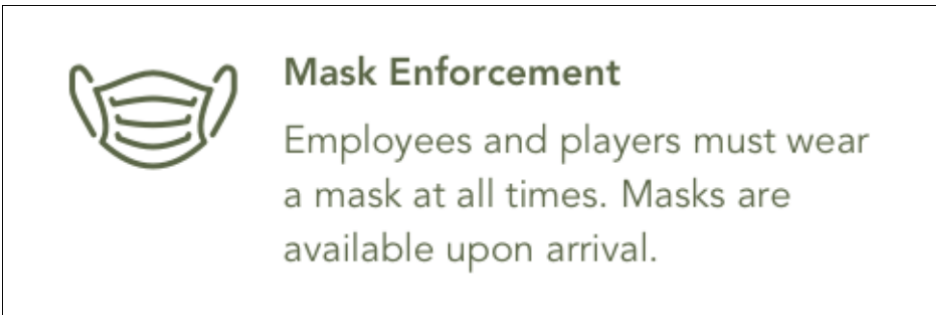 Mask Enforcement
Employees and players must wear
a mask at all times. Masks are
available upon arrival.